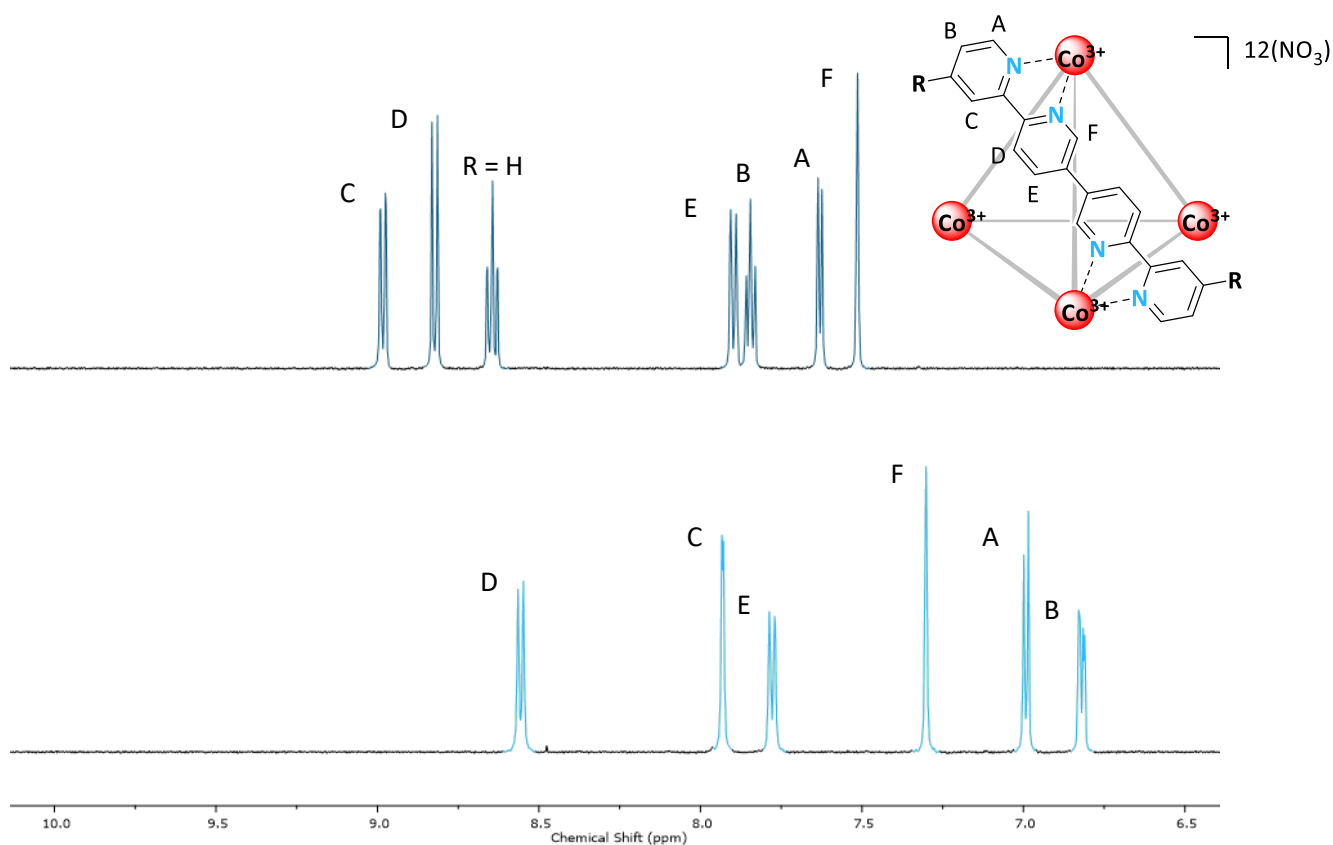 B
A
Co3+
12(NO3)
N
R
C
N
F
D
E
Co3+
Co3+
N
N
R
Co3+
C
D
R = H
E
B
A
F
D
C
E
F
A
B
10.0 9.5 9.0 8.5 8.0 7.5 7.0 6.5
Chemical Shift (ppm)